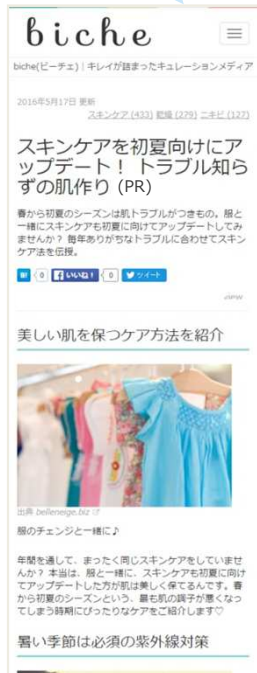 biche
biche(ビーチェ)｜キレイが詰まったキュレーションメディア
2016年5月17日 更新
スキンケア (433) 乾燥 (279) ニキビ (127)
スキンケアを初夏向けにア
ップデート！ トラブル知ら
ずの肌作り (PR)
春から初夏のシーズンは肌トラブルがつきもの。服と
一緒にスキンケアも初夏に向けてアップデートしてみ
ませんか？ 毎年ありがちなトラブルに合わせてスキン
ケア法を伝授。
B! 0 いいね！ 0 ツイート
view
美しい肌を保つケア方法を紹介
出典 belleneige.biz
服のチェンジと一緒に♪
年間を通して、まったく同じスキンケアをしていませ
んか？ 本当は、服と一緒に、スキンケアも初夏に向け
てアップデートした方が肌は美しく保てるんです。春
から初夏のシーズンという、最も肌の調子が悪くなっ
てしまう時期にぴったりなケアをご紹介します♡
暑い季節は必須の紫外線対策